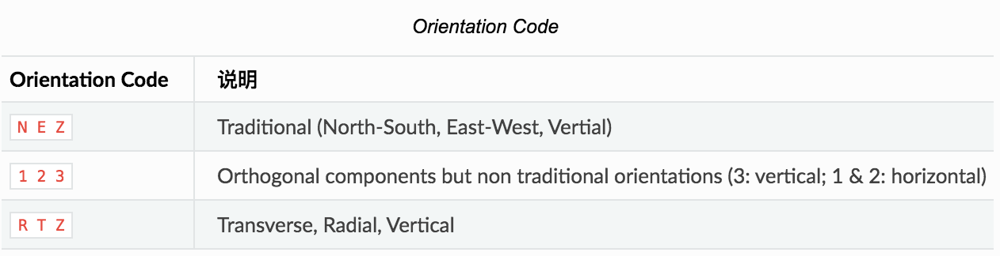 Orientation Code
Orientation Code 说明
N E Z Traditional (North-South, East-West, Vertial)
1 2 3 Orthogonal components but non traditional orientations (3: vertical; 1 & 2: horizontal)
R T Z Transverse, Radial, Vertical